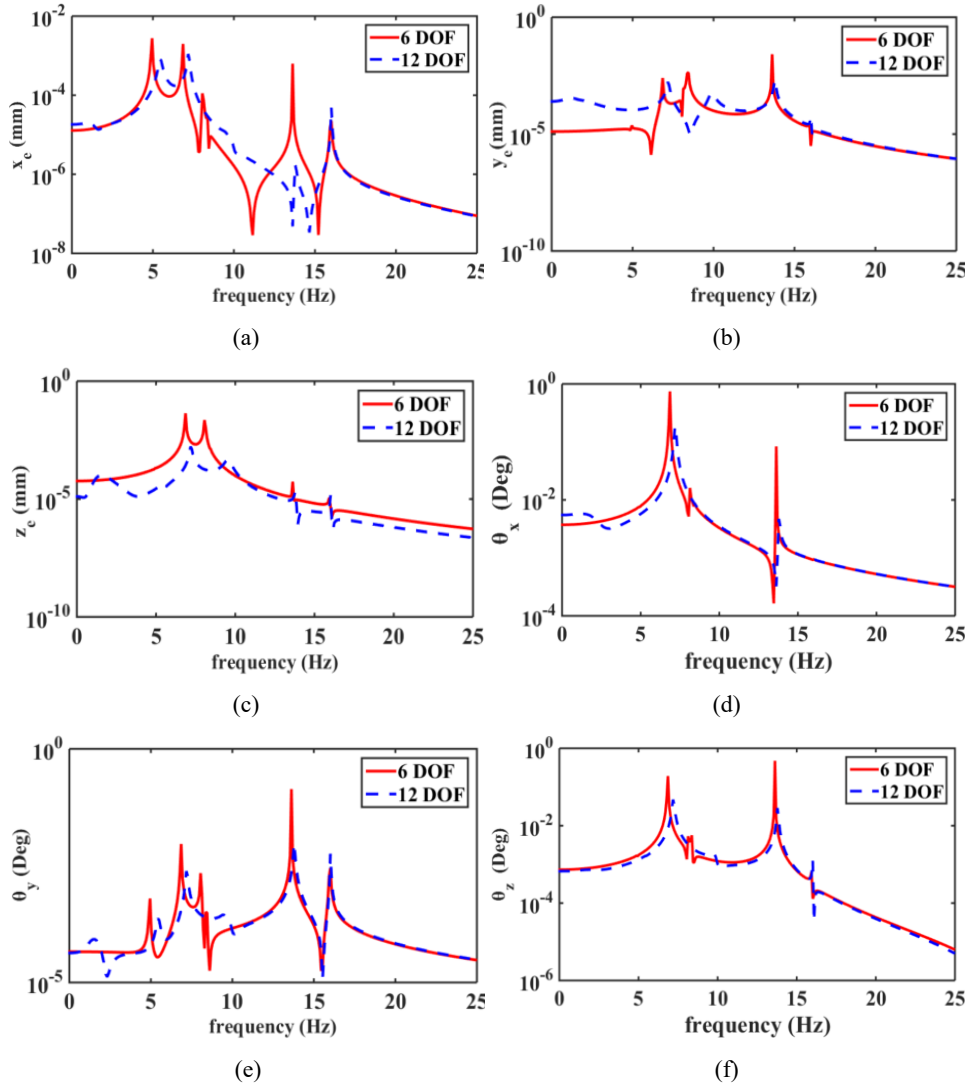 10^-2
10^-4
10^-6
10^-8
x_e (mm)
6 DOF
12 DOF
0 5 10 15 20 25
frequency (Hz)
(a)
10^0
10^-5
10^-10
y_e (mm)
6 DOF
12 DOF
0 5 10 15 20 25
frequency (Hz)
(b)
10^0
10^-5
10^-10
z_e (mm)
6 DOF
12 DOF
0 5 10 15 20 25
frequency (Hz)
(c)
10^0
10^-2
10^-4
θ_x (Deg)
6 DOF
12 DOF
0 5 10 15 20 25
frequency (Hz)
(d)
10^0
10^-5
θ_y (Deg)
6 DOF
12 DOF
0 5 10 15 20 25
frequency (Hz)
(e)
10^0
10^-2
10^-4
10^-6
θ_z (Deg)
6 DOF
12 DOF
0 5 10 15 20 25
frequency (Hz)
(f)